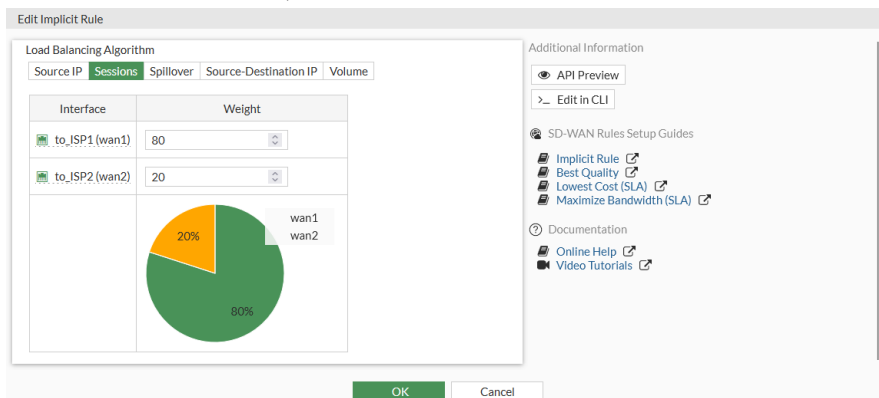 Edit Implicit Rule
Load Balancing Algorithm
Source IP Sessions Spillover Source-Destination IP Volume
Interface Weight
to_ISP1 (wan1) 80
to_ISP2 (wan2) 20
wan1
wan2
20%
80%
Additional Information
API Preview
>_ Edit in CLI
SD-WAN Rules Setup Guides
Implicit Rule
Best Quality
Lowest Cost (SLA)
Maximize Bandwidth (SLA)
? Documentation
Online Help
Video Tutorials
OK Cancel